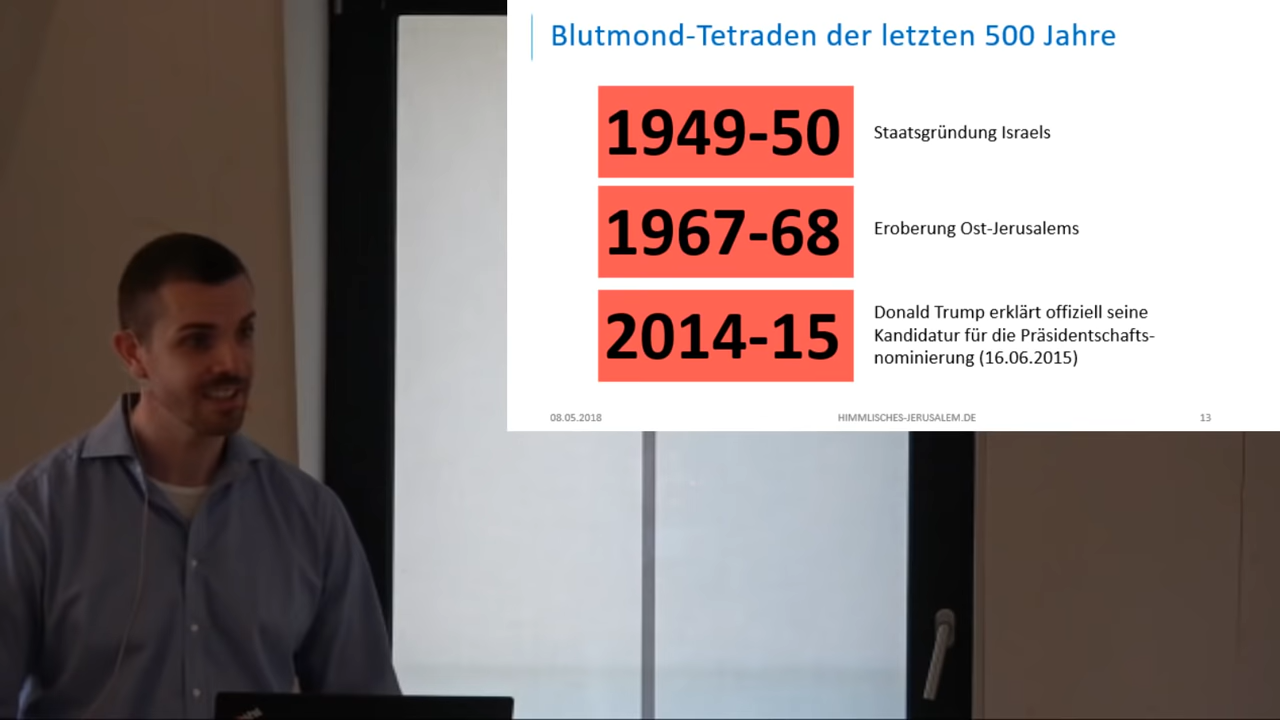 Blutmond-Tetraden der letzten 500 Jahre
1949-50
Staatsgründung Israels
1967-68
Eroberung Ost-Jerusalems
2014-15
Donald Trump erklärt offiziell seine
Kandidatur für die Präsidentschafts-
nominierung (16.06.2015)
08.05.2018
HIMMLISCHES-JERUSALEM.DE
13